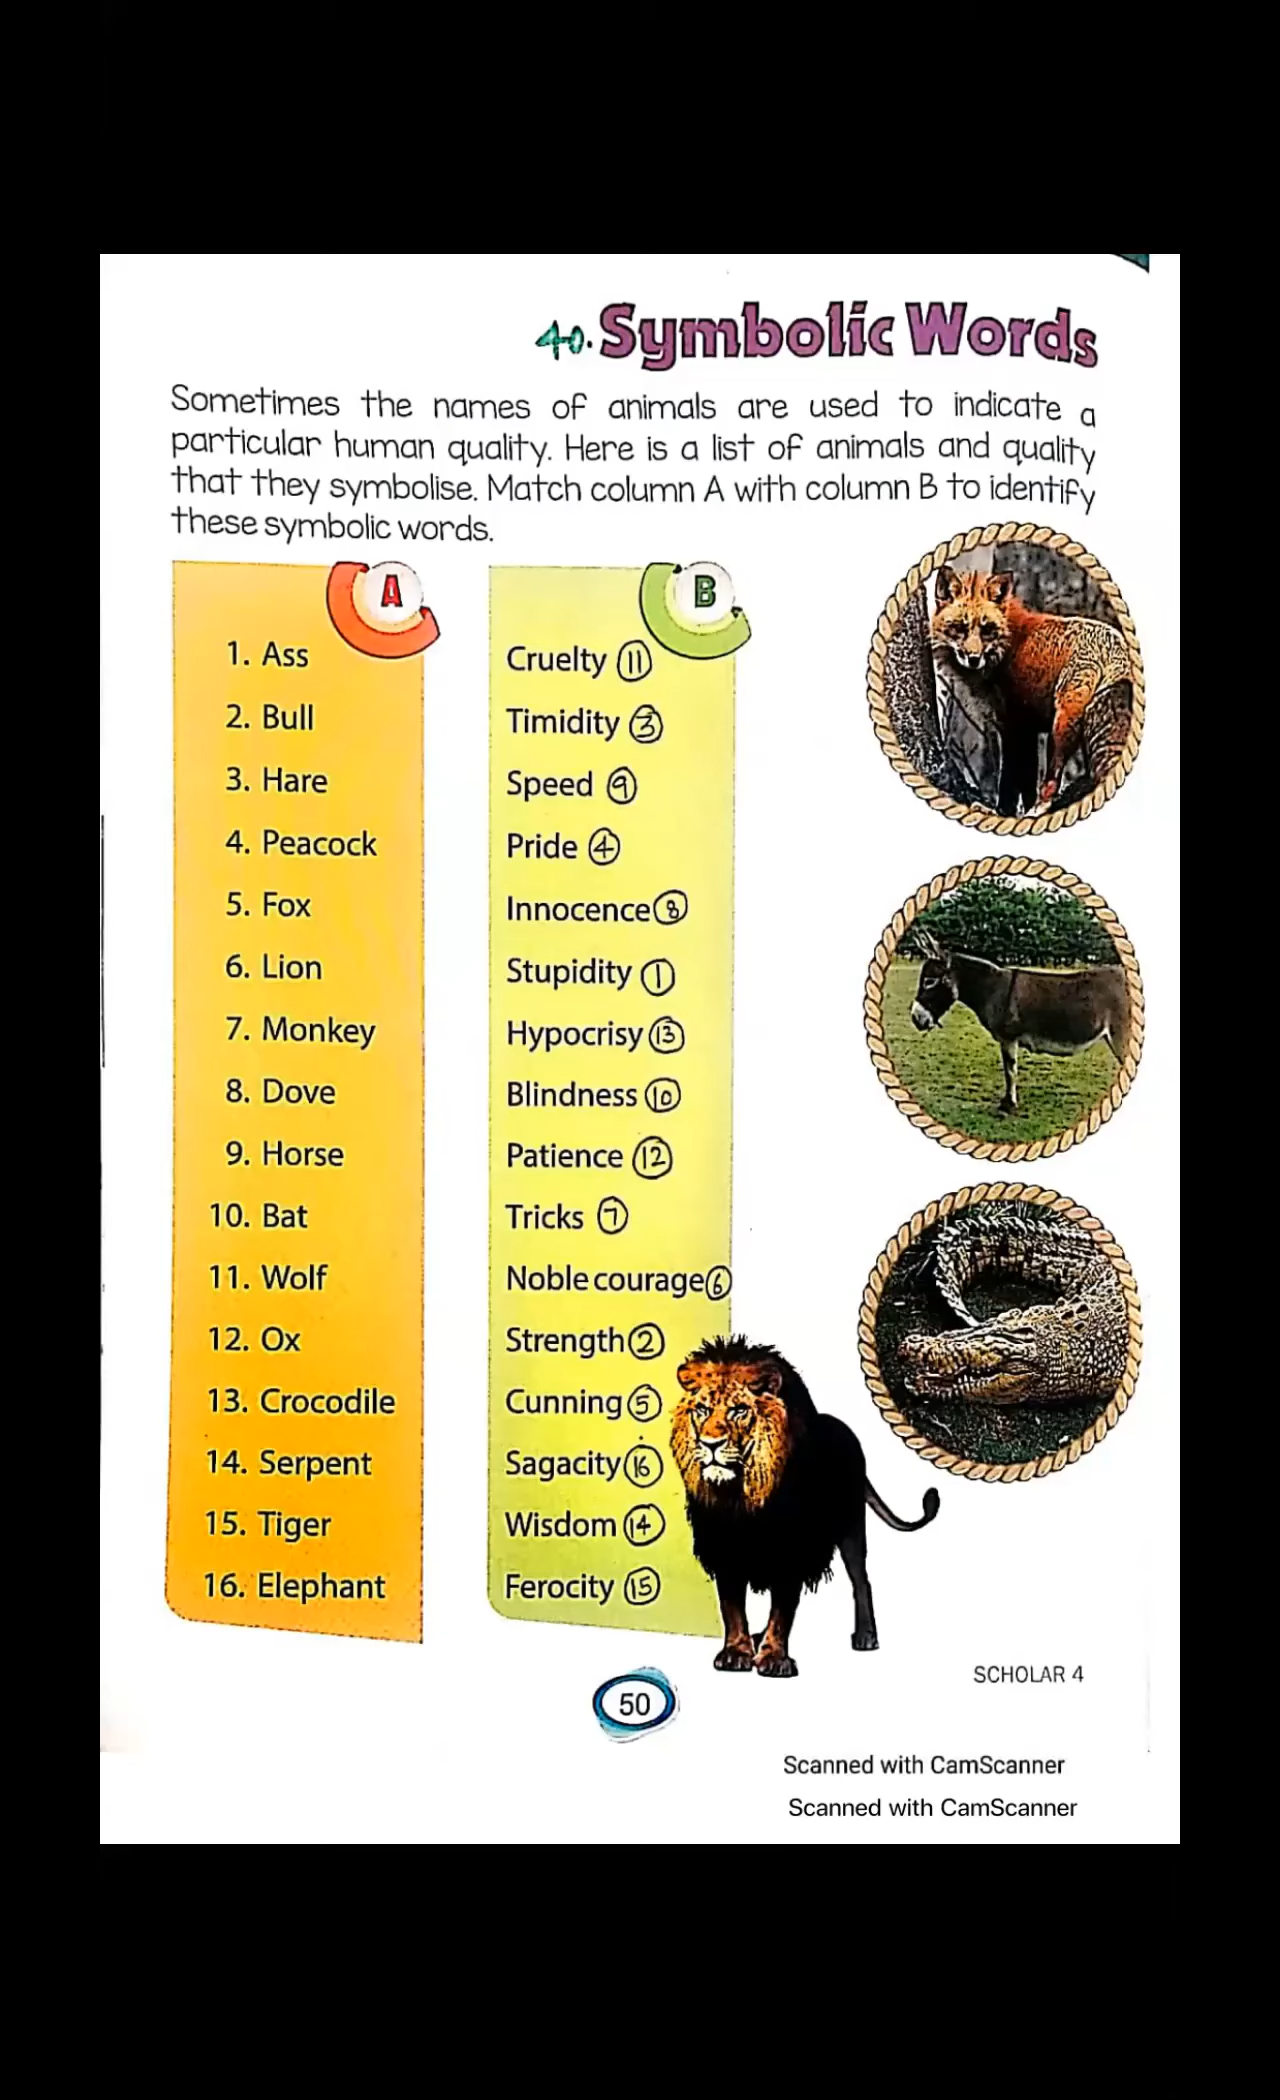 40. Symbolic Words
Sometimes the names of animals are used to indicate a
particular human quality. Here is a list of animals and quality
that they symbolise. Match column A with column B to identify
these symbolic words.
A
1. Ass
2. Bull
3. Hare
4. Peacock
5. Fox
6. Lion
7. Monkey
8. Dove
9. Horse
10. Bat
11. Wolf
12. Ox
13. Crocodile
14. Serpent
15. Tiger
16. Elephant
B
Cruelty 11
Timidity 3
Speed 9
Pride 4
Innocence 8
Stupidity 1
Hypocrisy 13
Blindness 10
Patience 12
Tricks 7
Noble courage 6
Strength 2
Cunning 5
Sagacity 16
Wisdom 14
Ferocity 15
SCHOLAR 4
50
Scanned with CamScanner
Scanned with CamScanner